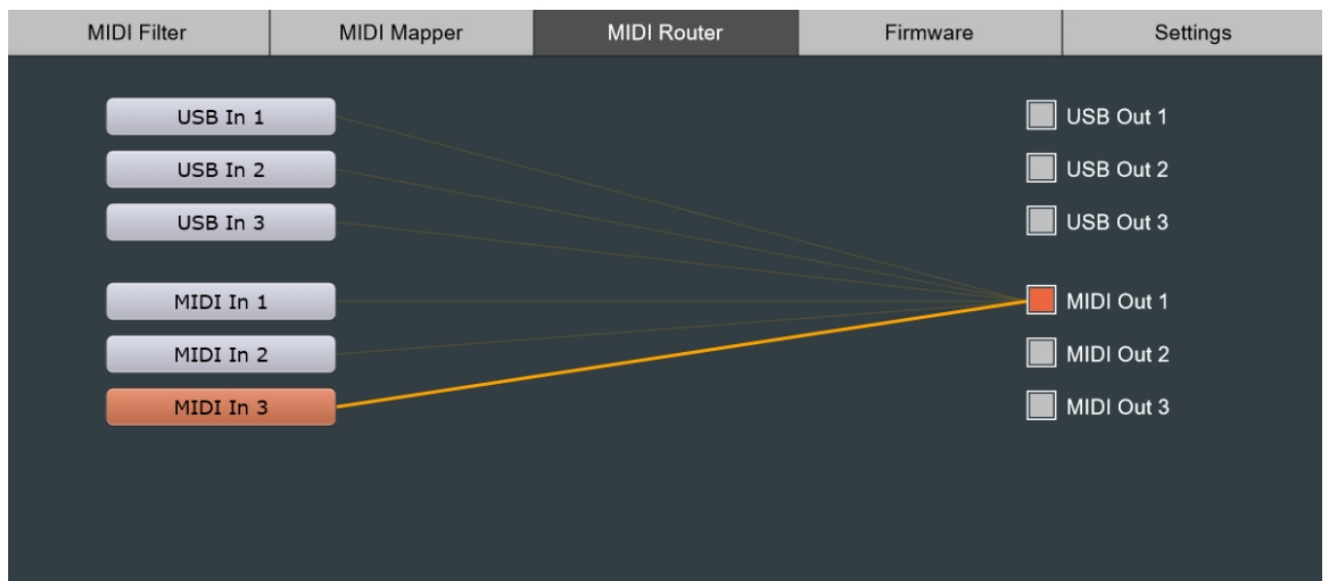 MIDI Filter MIDI Mapper MIDI Router Firmware Settings
USB In 1 USB Out 1
USB In 2 USB Out 2
USB In 3 USB Out 3
MIDI In 1 MIDI Out 1
MIDI In 2 MIDI Out 2
MIDI In 3 MIDI Out 3